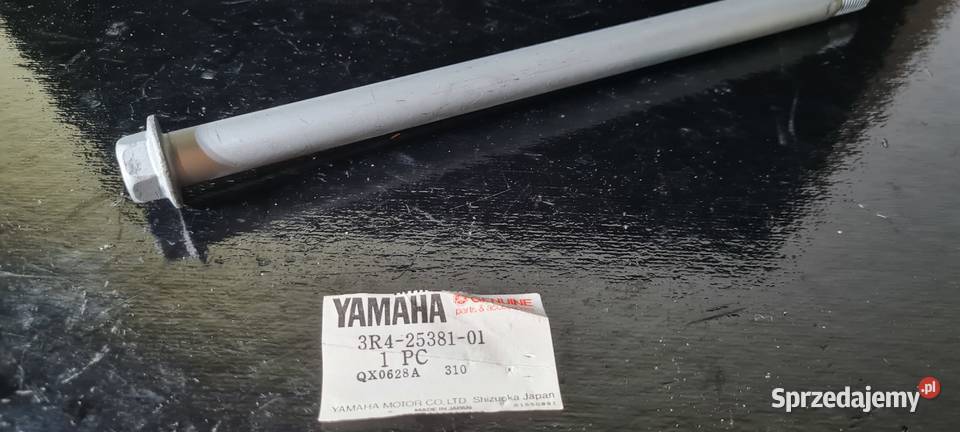 YAMAHA GENUINE
parts & accessories
3R4-25381-01
1 PC
QX0628A 310
YAMAHA MOTOR CO., LTD. Shizuoka Japan
MADE IN JAPAN
Sprzedajemy.pl